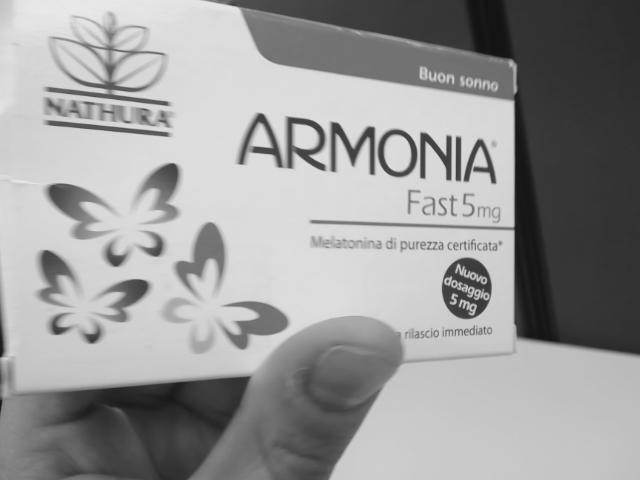 Buon sonno
NATHURA®
ARMONIA®
Fast 5mg
Melatonina di purezza certificata*
Nuovo
dosaggio
5 mg
a rilascio immediato